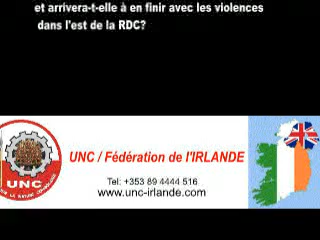 et arrivera-t-elle à en finir avec les violences
dans l'est de la RDC?
UNC / Fédération de l'IRLANDE
Tel: +353 89 4444 516
www.unc-irlande.com
UNC